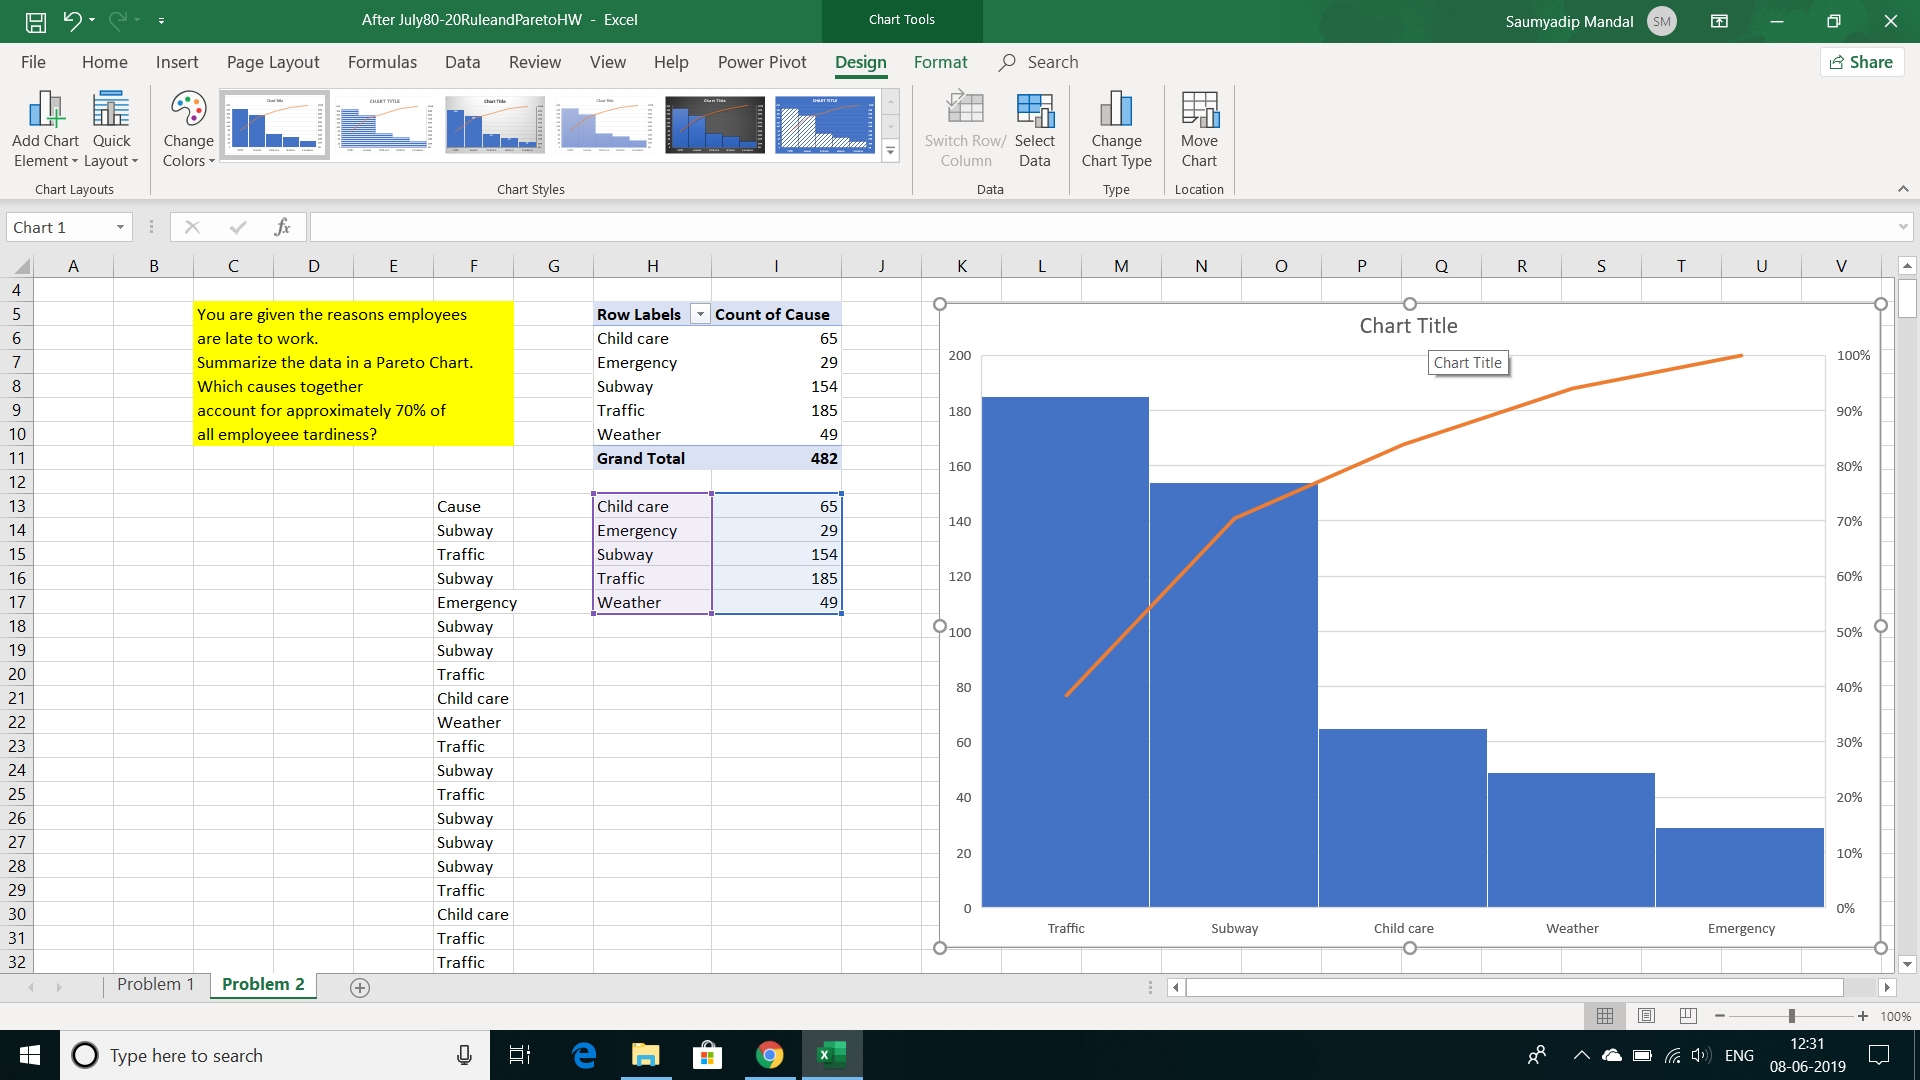 After July80-20RuleandParetoHW - Excel
Chart Tools
Saumyadip Mandal
SM
File Home Insert Page Layout Formulas Data Review View Help Power Pivot Design Format Search
Share
Add Chart Element
Quick Layout
Change Colors
Switch Row/ Column
Select Data
Change Chart Type
Move Chart
Chart Layouts
Chart Styles
Data
Type
Location
Chart 1
fx
A B C D E F G H I J K L M N O P Q R S T U V
4
5 You are given the reasons employees Row Labels Count of Cause
6 are late to work. Child care 65
7 Summarize the data in a Pareto Chart. Emergency 29
8 Which causes together Subway 154
9 account for approximately 70% of Traffic 185
10 all employeee tardiness? Weather 49
11 Grand Total 482
12
13 Cause Child care 65
14 Subway Emergency 29
15 Traffic Subway 154
16 Subway Traffic 185
17 Emergency Weather 49
18 Subway
19 Subway
20 Traffic
21 Child care
22 Weather
23 Traffic
24 Subway
25 Traffic
26 Subway
27 Subway
28 Subway
29 Traffic
30 Child care
31 Traffic
32 Traffic
Chart Title
Chart Title
200 100%
180 90%
160 80%
140 70%
120 60%
100 50%
80 40%
60 30%
40 20%
20 10%
0 0%
Traffic Subway Child care Weather Emergency
Problem 1 Problem 2
100%
Type here to search
ENG
12:31
08-06-2019